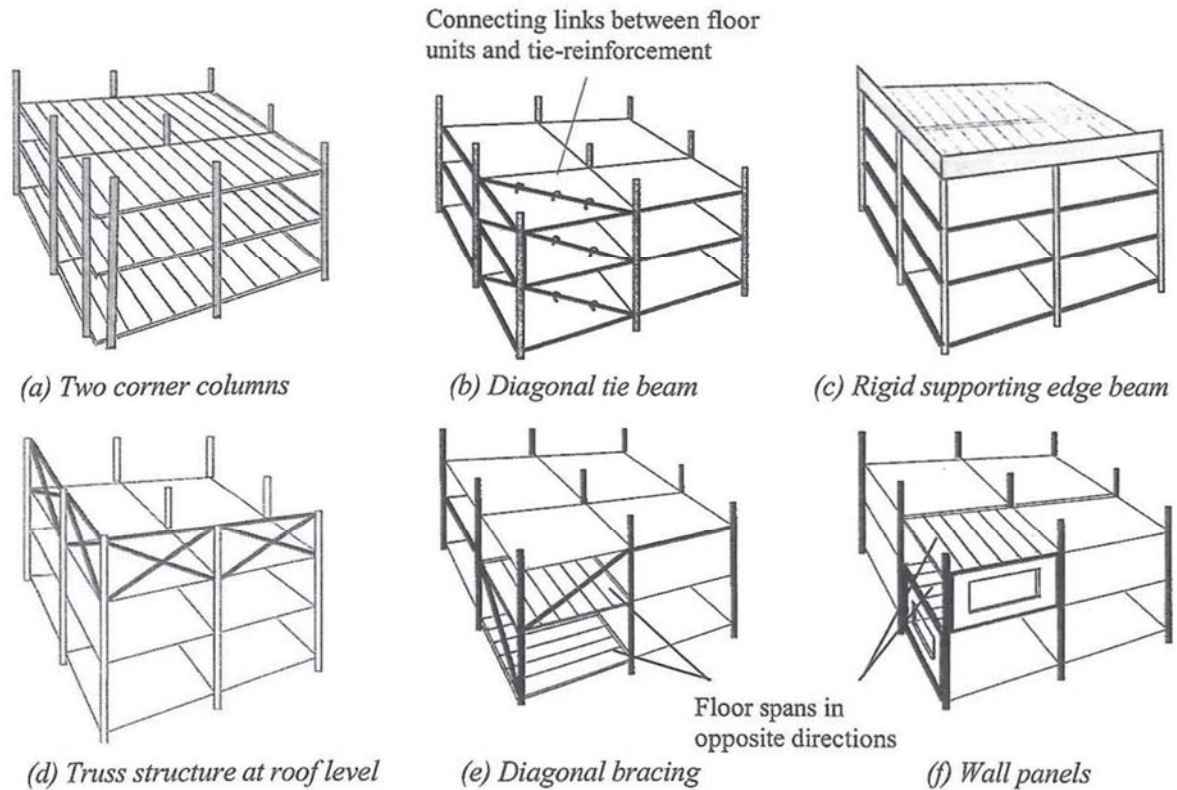 Connecting links between floor
units and tie-reinforcement
(a) Two corner columns
(b) Diagonal tie beam
(c) Rigid supporting edge beam
Floor spans in
opposite directions
(d) Truss structure at roof level
(e) Diagonal bracing
(f) Wall panels